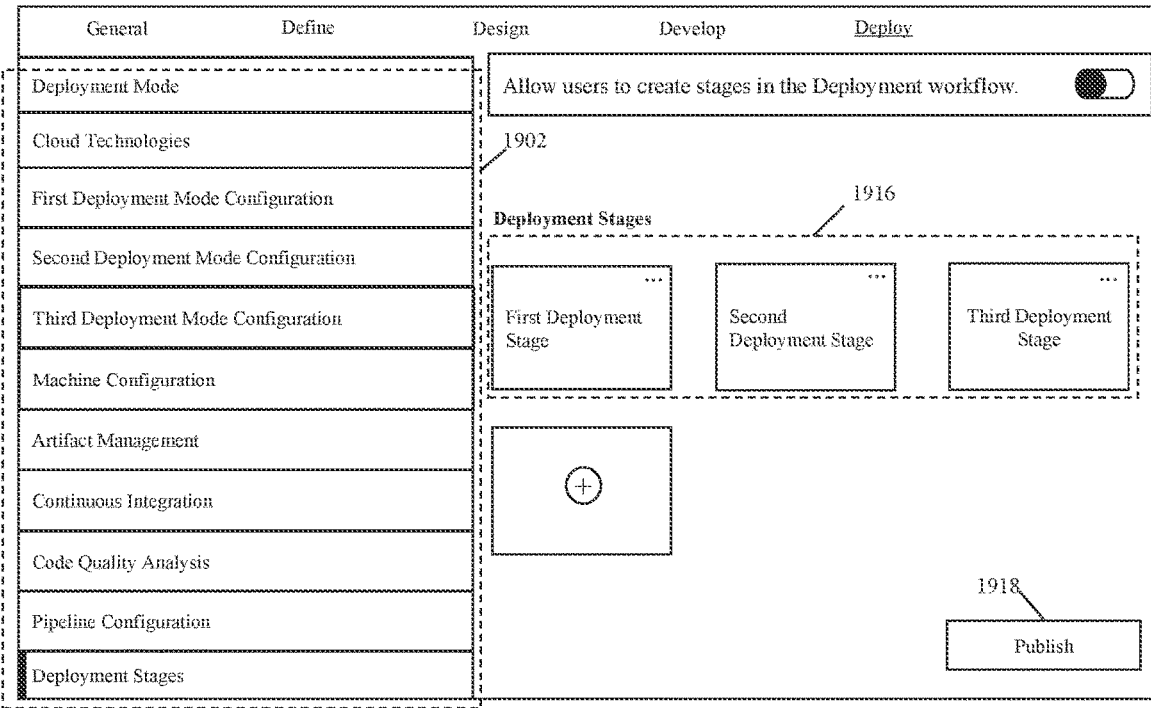 General Define Design Develop Deploy
Deployment Mode
Cloud Technologies
First Deployment Mode Configuration
Second Deployment Mode Configuration
Third Deployment Mode Configuration
Machine Configuration
Artifact Management
Continuous Integration
Code Quality Analysis
Pipeline Configuration
Deployment Stages
Allow users to create stages in the Deployment workflow.
1902
1916
Deployment Stages
...
First Deployment
Stage
...
Second
Deployment Stage
...
Third Deployment
Stage
+
1918
Publish